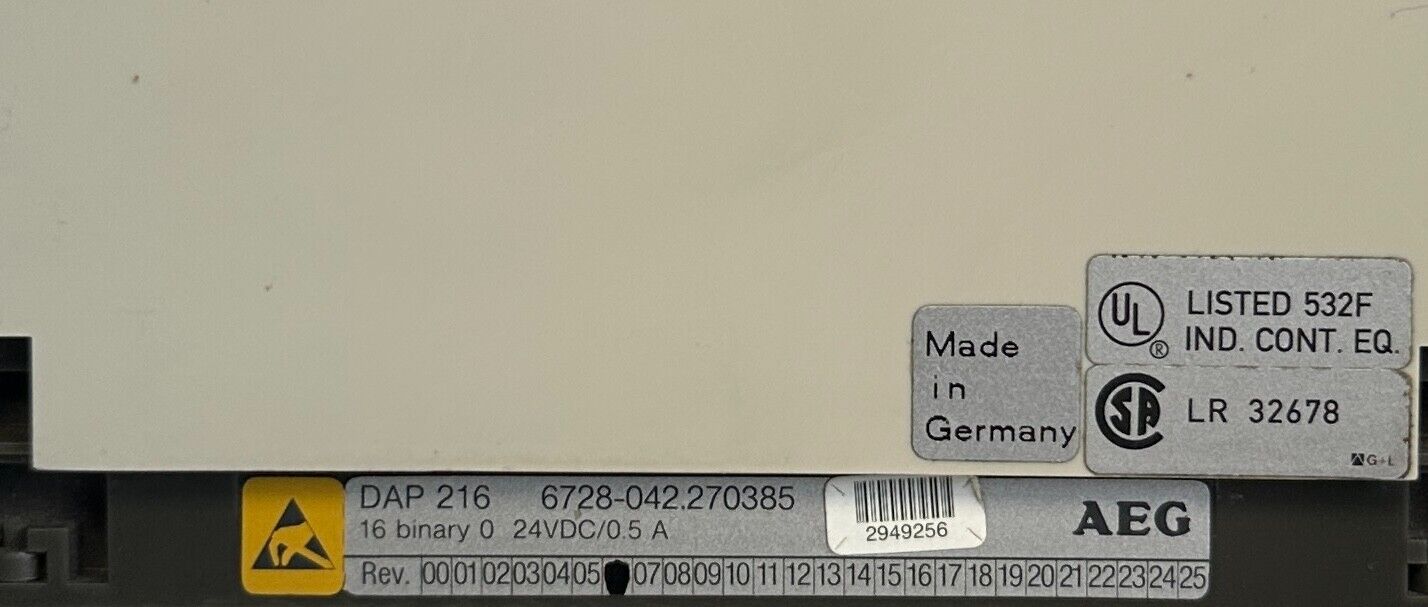 Made
in
Germany
UL ® LISTED 532F
IND. CONT. EQ.
CSA LR 32678
G+L
DAP 216 6728-042.270385
16 binary 0 24VDC/0.5 A
2949256
AEG
Rev. 00 01 02 03 04 05 07 08 09 10 11 12 13 14 15 16 17 18 19 20 21 22 23 24 25